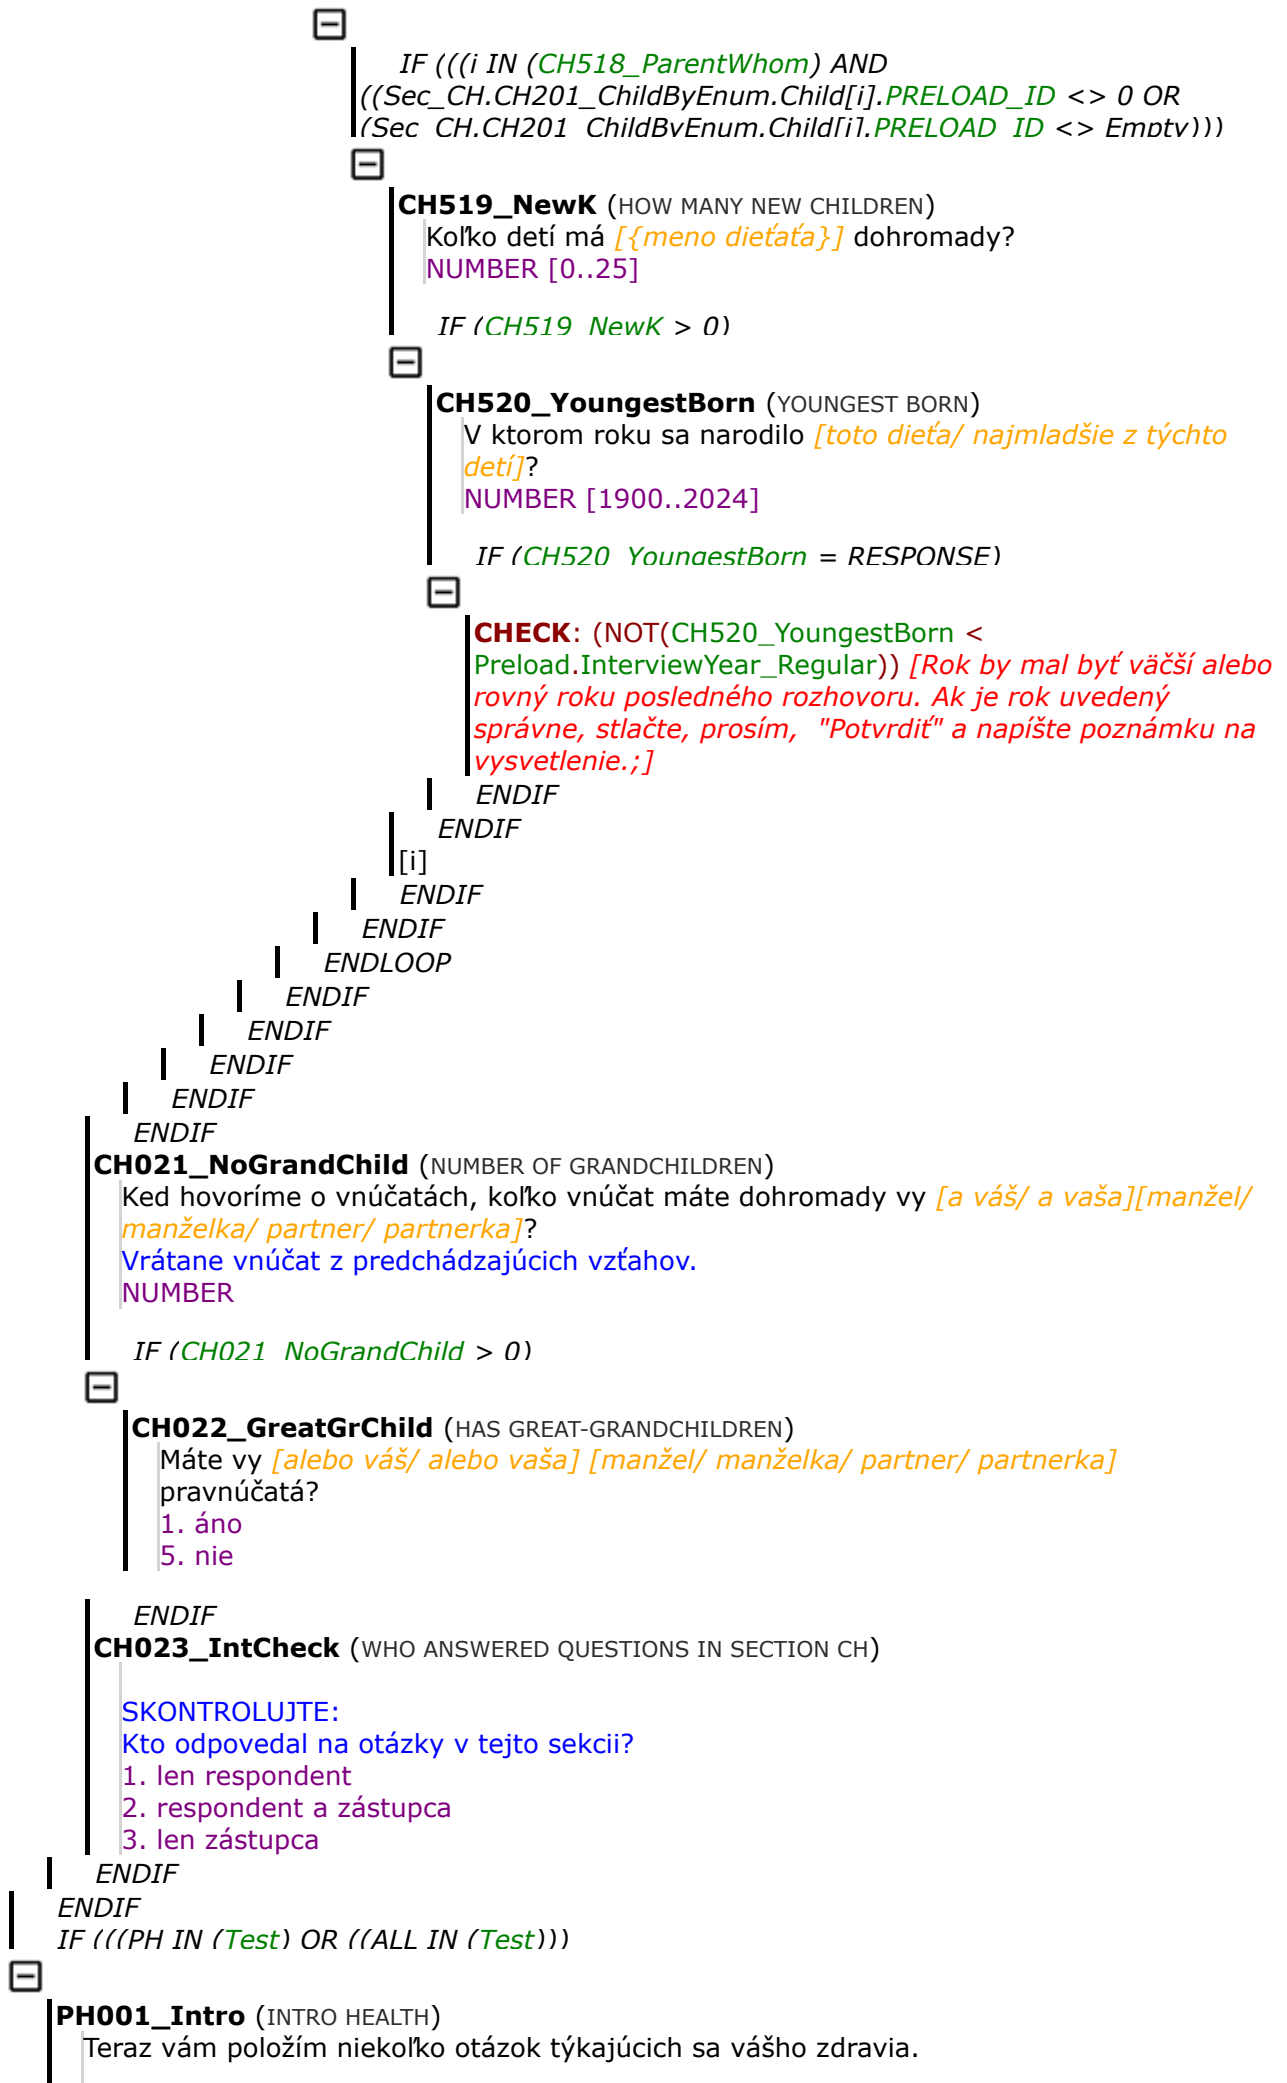 IF (((i IN (CH518_ParentWhom) AND
((Sec_CH.CH201_ChildByEnum.Child[i].PRELOAD_ID <> 0 OR
(Sec_CH.CH201_ChildByEnum.Child[i].PRELOAD_ID <> Empty)))
CH519_NewK (HOW MANY NEW CHILDREN)
Koľko detí má [{meno dieťaťa}] dohromady?
NUMBER [0..25]
IF (CH519_NewK > 0)
CH520_YoungestBorn (YOUNGEST BORN)
V ktorom roku sa narodilo [toto dieťa/ najmladšie z týchto
detí]?
NUMBER [1900..2024]
IF (CH520_YoungestBorn = RESPONSE)
CHECK: (NOT(CH520_YoungestBorn <
Preload.InterviewYear_Regular)) [Rok by mal byť väčší alebo
rovný roku posledného rozhovoru. Ak je rok uvedený
správne, stlačte, prosím, "Potvrdiť" a napíšte poznámku na
vysvetlenie.;]
ENDIF
ENDIF
[i]
ENDIF
ENDIF
ENDLOOP
ENDIF
ENDIF
ENDIF
ENDIF
ENDIF
CH021_NoGrandChild (NUMBER OF GRANDCHILDREN)
Ked hovoríme o vnúčatách, koľko vnúčat máte dohromady vy [a váš/ a vaša][manžel/
manželka/ partner/ partnerka]?
Vrátane vnúčat z predchádzajúcich vzťahov.
NUMBER
IF (CH021_NoGrandChild > 0)
CH022_GreatGrChild (HAS GREAT-GRANDCHILDREN)
Máte vy [alebo váš/ alebo vaša] [manžel/ manželka/ partner/ partnerka]
pravnúčatá?
1. áno
5. nie
ENDIF
CH023_IntCheck (WHO ANSWERED QUESTIONS IN SECTION CH)
SKONTROLUJTE:
Kto odpovedal na otázky v tejto sekcii?
1. len respondent
2. respondent a zástupca
3. len zástupca
ENDIF
ENDIF
IF (((PH IN (Test) OR ((ALL IN (Test)))
PH001_Intro (INTRO HEALTH)
Teraz vám položím niekoľko otázok týkajúcich sa vášho zdravia.